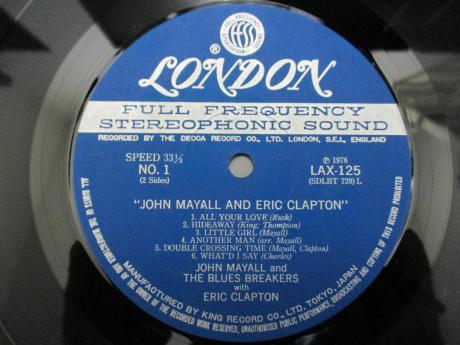 FULL FREQUENCY
STEREOPHONIC SOUND
ffss
® LONDON
FULL FREQUENCY
STEREOPHONIC SOUND
RECORDED BY THE DECCA RECORD CO., LTD. LONDON, S.E.I., ENGLAND
SPEED 33⅓
NO. 1
(2 Sides)
℗ 1978
LAX-125
(SDLBT 720) L
"JOHN MAYALL AND ERIC CLAPTON"
1. ALL YOUR LOVE (Rush)
2. HIDEAWAY (King; Thompson)
3. LITTLE GIRL (Mayall)
4. ANOTHER MAN (arr. Mayall)
5. DOUBLE CROSSING TIME (Mayall, Clapton)
6. WHAT'D I SAY (Charles)
JOHN MAYALL and
THE BLUES BREAKERS
with
ERIC CLAPTON
MANUFACTURED BY KING RECORD CO., LTD. TOKYO, JAPAN
ALL RIGHTS OF THE MANUFACTURER AND OF THE OWNER OF THE RECORDED WORK RESERVED, UNAUTHORISED PUBLIC PERFORMANCE, BROADCASTING AND COPYING OF THIS RECORD PROHIBITED